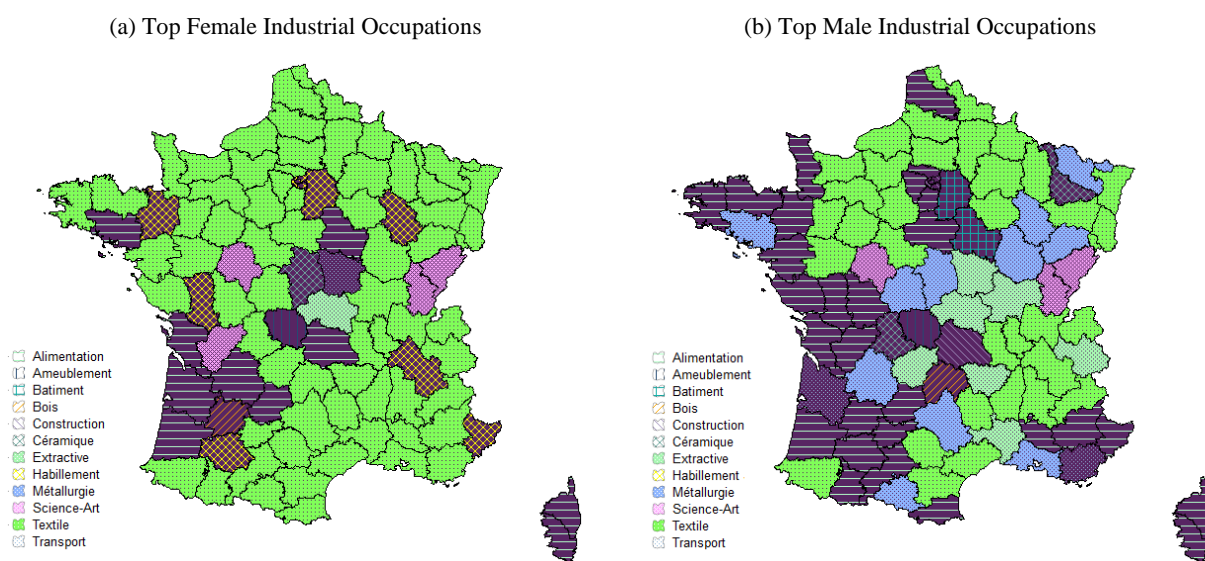 (a) Top Female Industrial Occupations
(b) Top Male Industrial Occupations
Alimentation
Ameublement
Batiment
Bois
Construction
Céramique
Extractive
Habillement
Métallurgie
Science-Art
Textile
Transport
Alimentation
Ameublement
Batiment
Bois
Construction
Céramique
Extractive
Habillement
Métallurgie
Science-Art
Textile
Transport